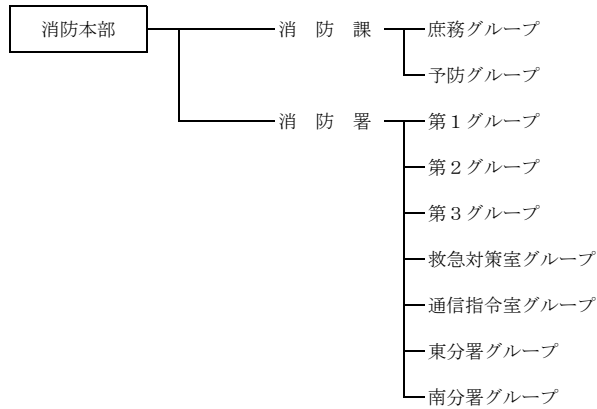 消防本部
消　防　課
庶務グループ
予防グループ
消　防　署
第１グループ
第２グループ
第３グループ
救急対策室グループ
通信指令室グループ
東分署グループ
南分署グループ